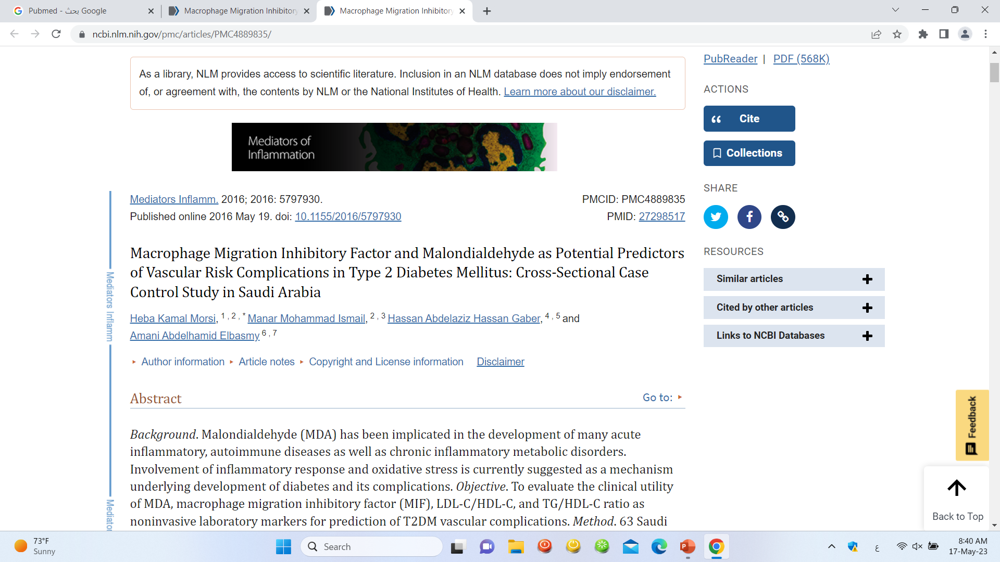 Pubmed - بحث Google
Macrophage Migration Inhibitory
Macrophage Migration Inhibitory
ncbi.nlm.nih.gov/pmc/articles/PMC4889835/
As a library, NLM provides access to scientific literature. Inclusion in an NLM database does not imply endorsement
of, or agreement with, the contents by NLM or the National Institutes of Health. Learn more about our disclaimer.
Mediators of
Inflammation
Mediators Inflamm. 2016; 2016: 5797930.
PMCID: PMC4889835
Published online 2016 May 19. doi: 10.1155/2016/5797930
PMID: 27298517
Macrophage Migration Inhibitory Factor and Malondialdehyde as Potential Predictors
of Vascular Risk Complications in Type 2 Diabetes Mellitus: Cross-Sectional Case
Control Study in Saudi Arabia
Heba Kamal Morsi, 1 , 2 , * Manar Mohammad Ismail, 2 , 3 Hassan Abdelaziz Hassan Gaber, 4 , 5 and
Amani Abdelhamid Elbasmy 6 , 7
Author information Article notes Copyright and License information Disclaimer
Abstract
Go to:
Background. Malondialdehyde (MDA) has been implicated in the development of many acute
inflammatory, autoimmune diseases as well as chronic inflammatory metabolic disorders.
Involvement of inflammatory response and oxidative stress is currently suggested as a mechanism
underlying development of diabetes and its complications. Objective. To evaluate the clinical utility
of MDA, macrophage migration inhibitory factor (MIF), LDL-C/HDL-C, and TG/HDL-C ratio as
noninvasive laboratory markers for prediction of T2DM vascular complications. Method. 63 Saudi
Mediators Inflamm
Mediator
PubReader | PDF (568K)
ACTIONS
Cite
Collections
SHARE
RESOURCES
Similar articles
Cited by other articles
Links to NCBI Databases
Feedback
Back to Top
73°F
Sunny
Search
ع
8:40 AM
17-May-23